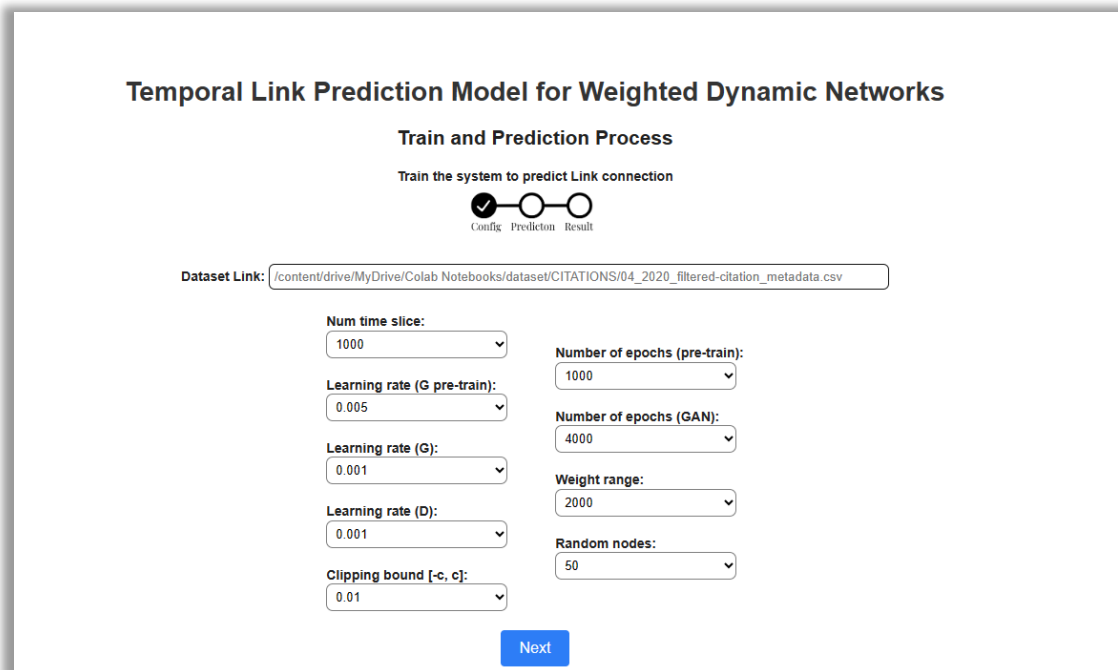 Temporal Link Prediction Model for Weighted Dynamic Networks
Train and Prediction Process
Train the system to predict Link connection
Config Predicton Result
Dataset Link: /content/drive/MyDrive/Colab Notebooks/dataset/CITATIONS/04_2020_filtered-citation_metadata.csv
Num time slice:
1000
Learning rate (G pre-train):
0.005
Learning rate (G):
0.001
Learning rate (D):
0.001
Clipping bound [-c, c]:
0.01
Number of epochs (pre-train):
1000
Number of epochs (GAN):
4000
Weight range:
2000
Random nodes:
50
Next